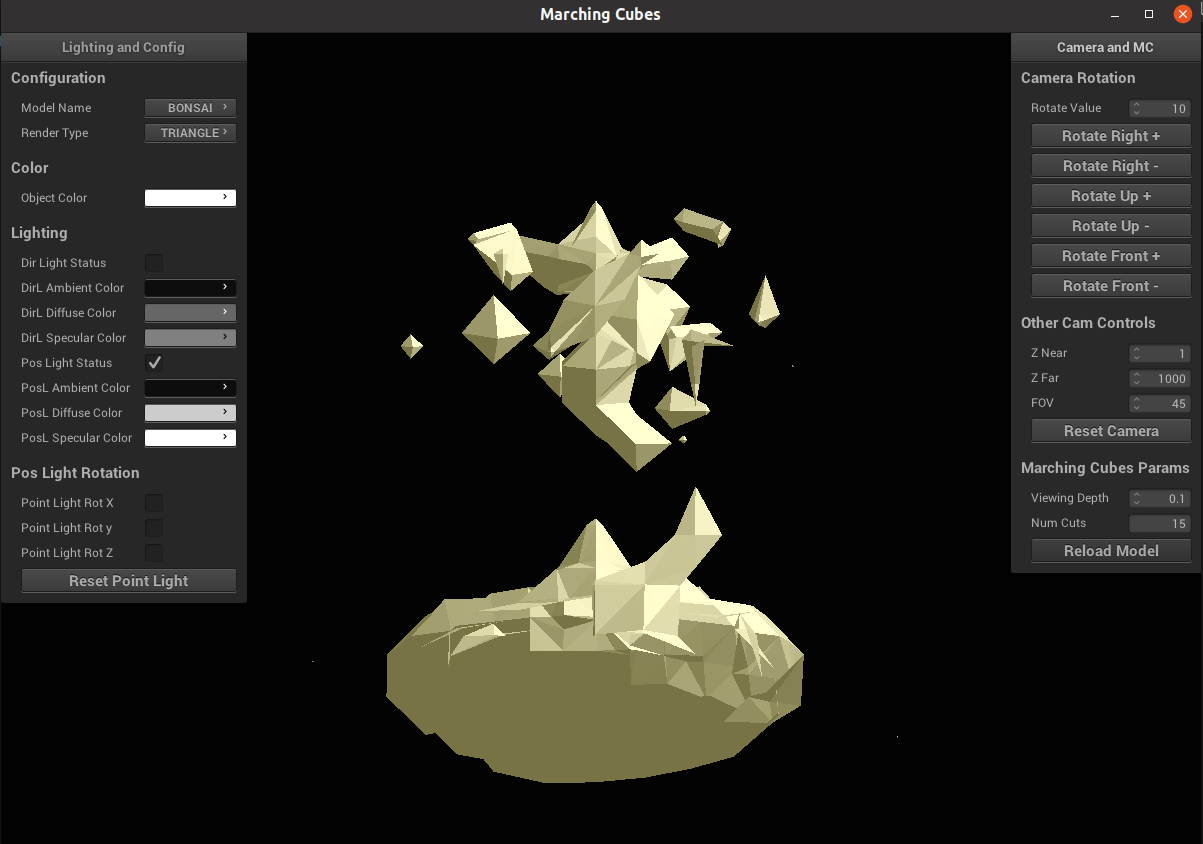 Marching Cubes
Lighting and Config
Configuration
Model Name BONSAI
Render Type TRIANGLE
Color
Object Color
Lighting
Dir Light Status
DirL Ambient Color
DirL Diffuse Color
DirL Specular Color
Pos Light Status
PosL Ambient Color
PosL Diffuse Color
PosL Specular Color
Pos Light Rotation
Point Light Rot X
Point Light Rot y
Point Light Rot Z
Reset Point Light
Camera and MC
Camera Rotation
Rotate Value 10
Rotate Right +
Rotate Right -
Rotate Up +
Rotate Up -
Rotate Front +
Rotate Front -
Other Cam Controls
Z Near 1
Z Far 1000
FOV 45
Reset Camera
Marching Cubes Params
Viewing Depth 0.1
Num Cuts 15
Reload Model